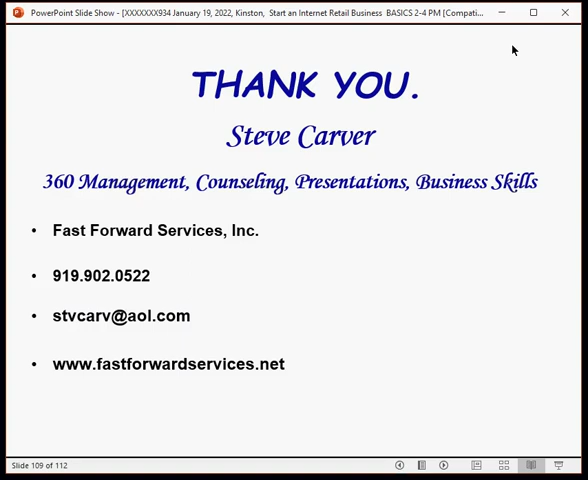 PowerPoint Slide Show - [XXXXXXX934 January 19, 2022, Kinston, Start an Internet Retail Business BASICS 2-4 PM [Compati...
THANK YOU.
Steve Carver
360 Management, Counseling, Presentations, Business Skills
• Fast Forward Services, Inc.
• 919.902.0522
• stvcarv@aol.com
• www.fastforwardservices.net
Slide 109 of 112